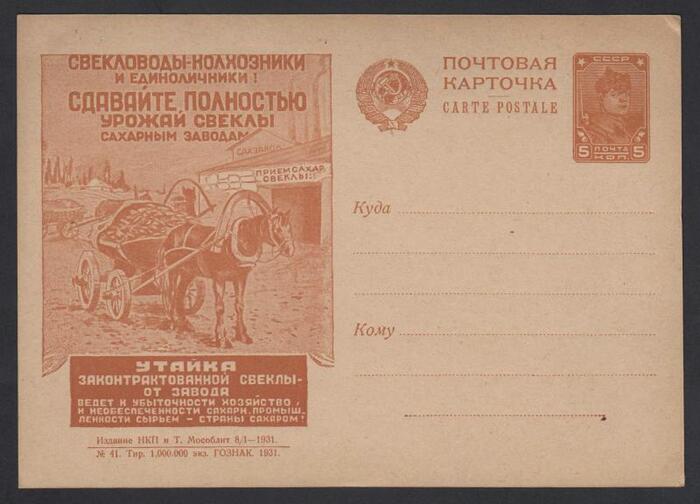 СВЕКЛОВОДЫ-КОЛХОЗНИКИ
И ЕДИНОЛИЧНИКИ!
СДАВАЙТЕ ПОЛНОСТЬЮ
УРОЖАЙ СВЕКЛЫ
САХАРНЫМ ЗАВОДАМ
САХЗАВОД
ПРИЕМ САХАР.
СВЕКЛЫ
УТАЙКА
ЗАКОНТРАКТОВАННОЙ СВЕКЛЫ-
ОТ ЗАВОДА
ВЕДЕТ К УБЫТОЧНОСТИ ХОЗЯЙСТВО,
И НЕОБЕСПЕЧЕННОСТИ САХАРН. ПРОМЫШ.
ЛЕННОСТИ СЫРЬЕМ - СТРАНЫ САХАРОМ!
Издание НКП и Т. Мособлит 8/I—1931.
№ 41. Тир. 1.000.000 экз. ГОЗНАК. 1931.
ПОЧТОВАЯ
КАРТОЧКА
CARTE POSTALE
СССР
5 ПОЧТА 5
КОП.
Куда
Кому